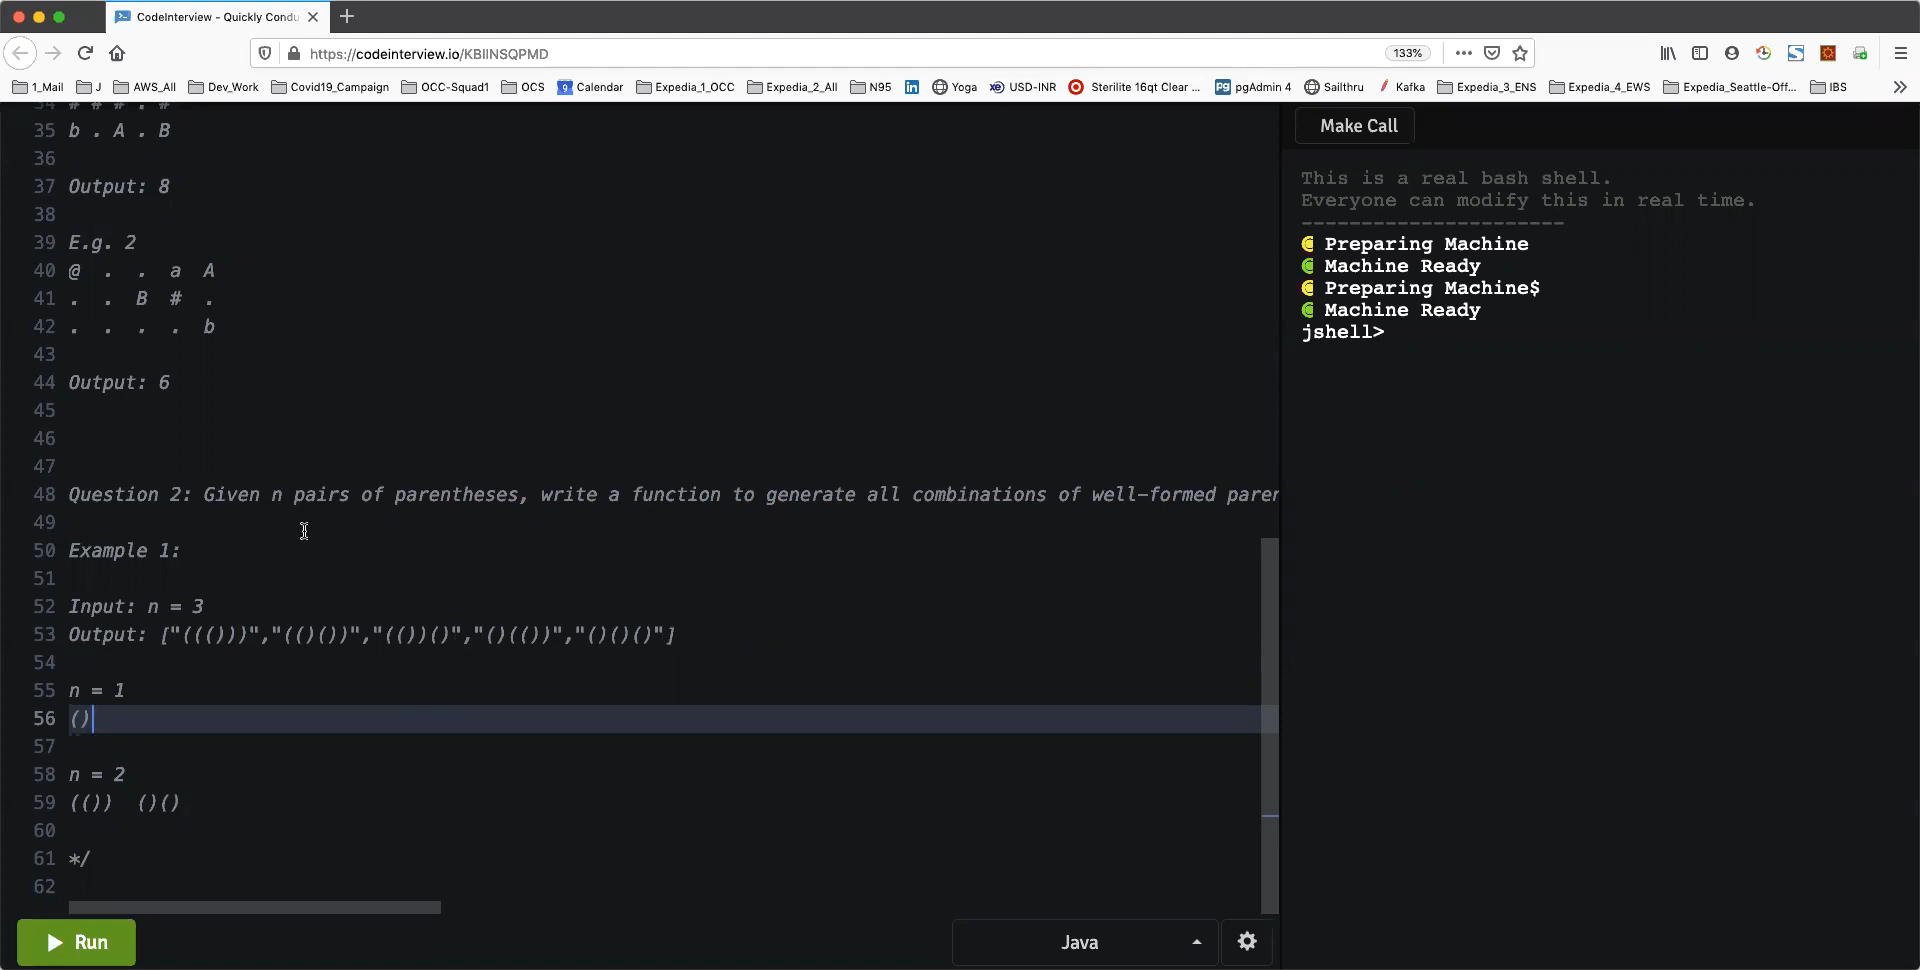 CodeInterview - Quickly Condu
https://codeinterview.io/KBIINSQPMD
133%
1_Mail
J
AWS_All
Dev_Work
Covid19_Campaign
OCC-Squad1
OCS
Calendar
Expedia_1_OCC
Expedia_2_All
N95
Yoga
USD-INR
Sterilite 16qt Clear ...
pgAdmin 4
Sailthru
Kafka
Expedia_3_ENS
Expedia_4_EWS
Expedia_Seattle-Off...
IBS
34 # # # . #
35 b . A . B
36
37 Output: 8
38
39 E.g. 2
40 @ . . a A
41 . . B # .
42 . . . . b
43
44 Output: 6
45
46
47
48 Question 2: Given n pairs of parentheses, write a function to generate all combinations of well-formed paren
49
50 Example 1:
51
52 Input: n = 3
53 Output: ["((()))","(()())","(())()","()(())","()()()"]
54
55 n = 1
56 ()
57
58 n = 2
59 (()) ()()
60
61 */
62
Run
Java
Make Call
This is a real bash shell.
Everyone can modify this in real time.
----------------------
Preparing Machine
Machine Ready
Preparing Machine$
Machine Ready
jshell>